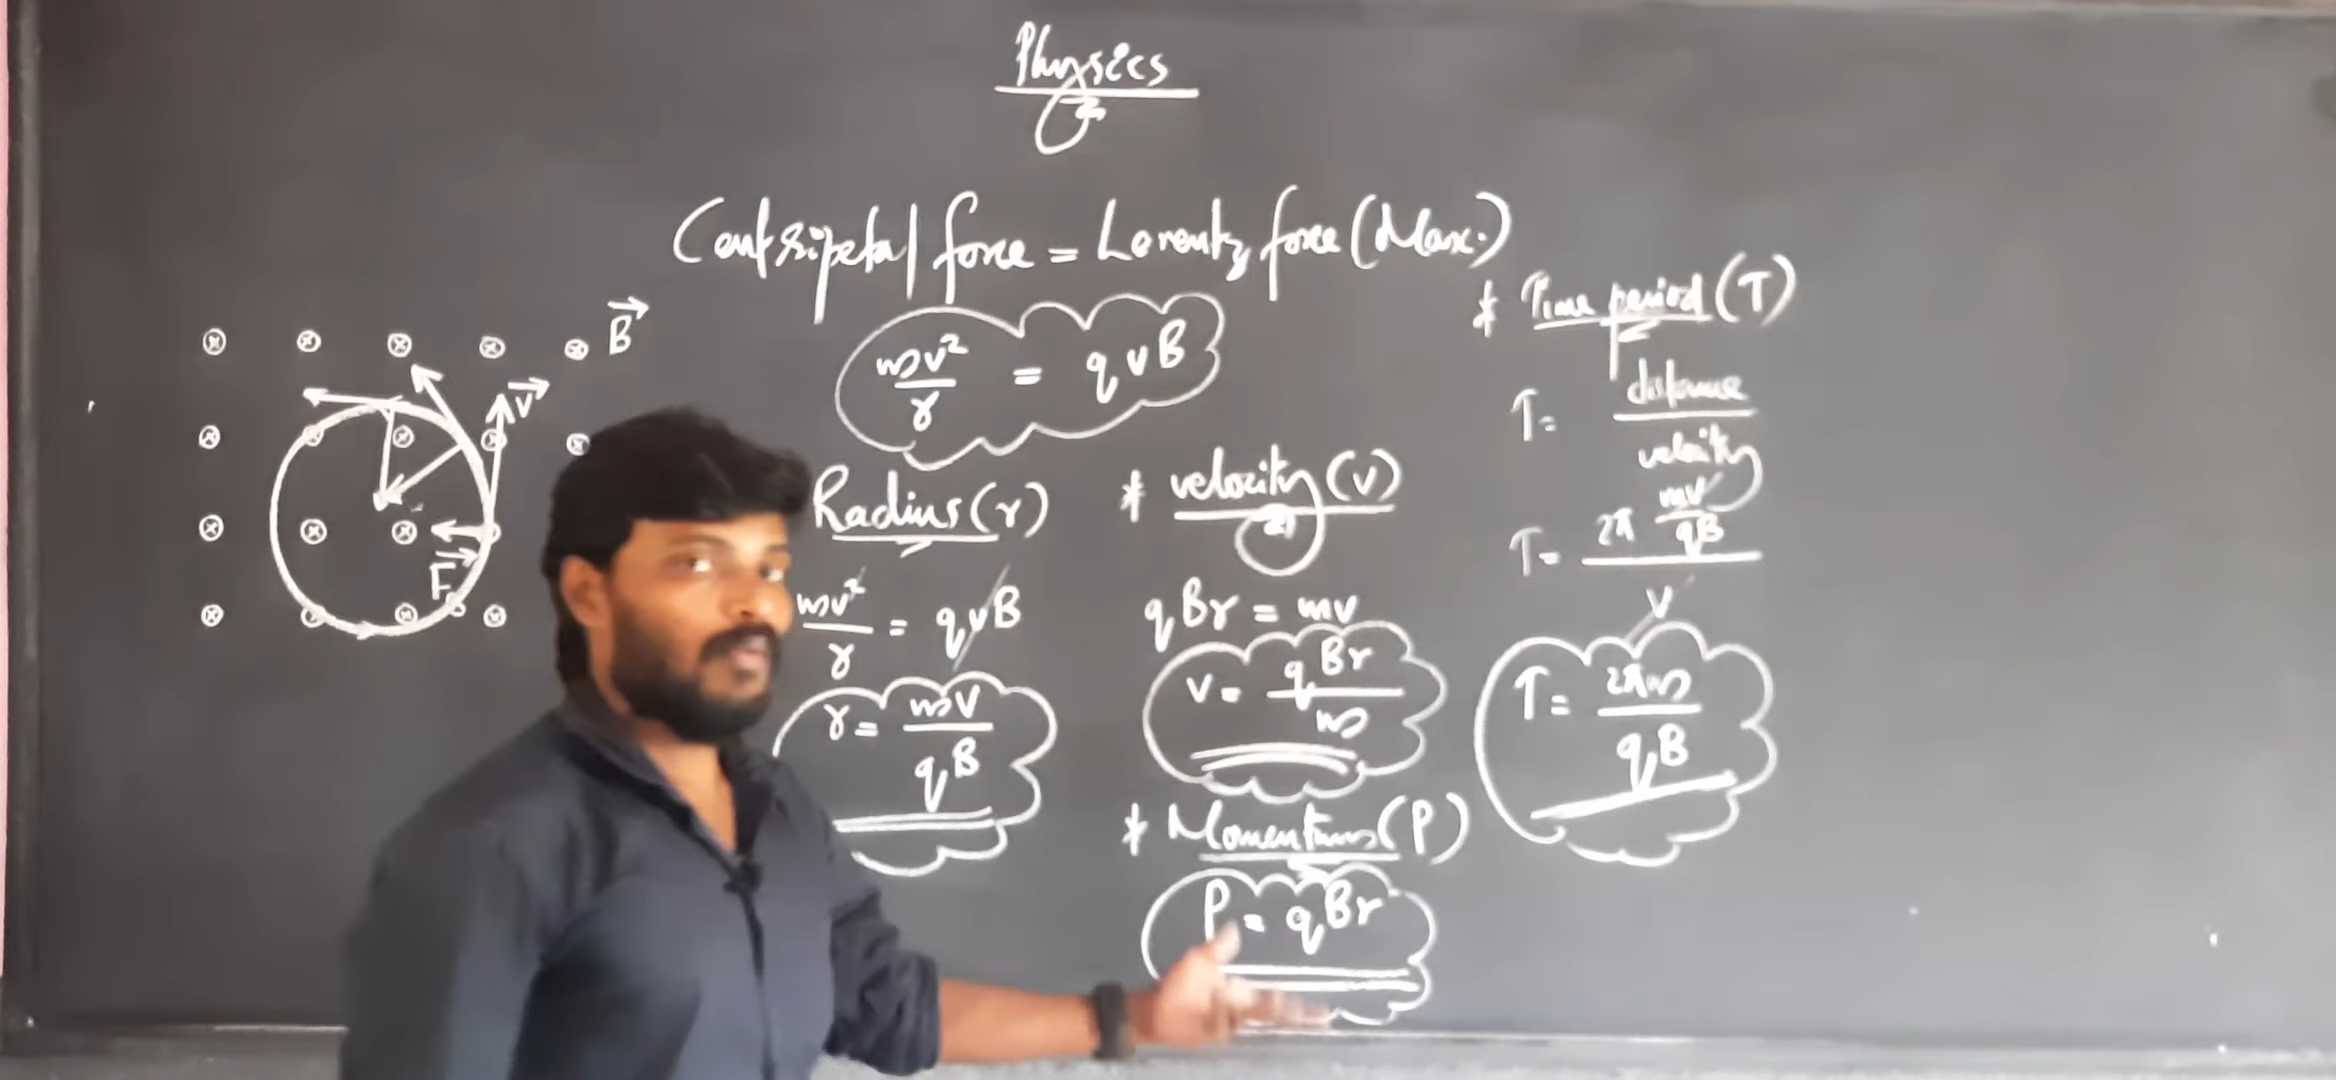 Physics
Centripetal force = Lorentz force (Max.)
mv²/r = qvB
B⃗
v⃗
F⃗
Radius (r)
mv²/r = qvB
r = mv/qB
* velocity (v)
qBr = mv
v = qBr/m
* Momentum (P)
P = qBr
* Time period (T)
T = distance/velocity
T = 2π mv/qB / v
T = 2πm/qB